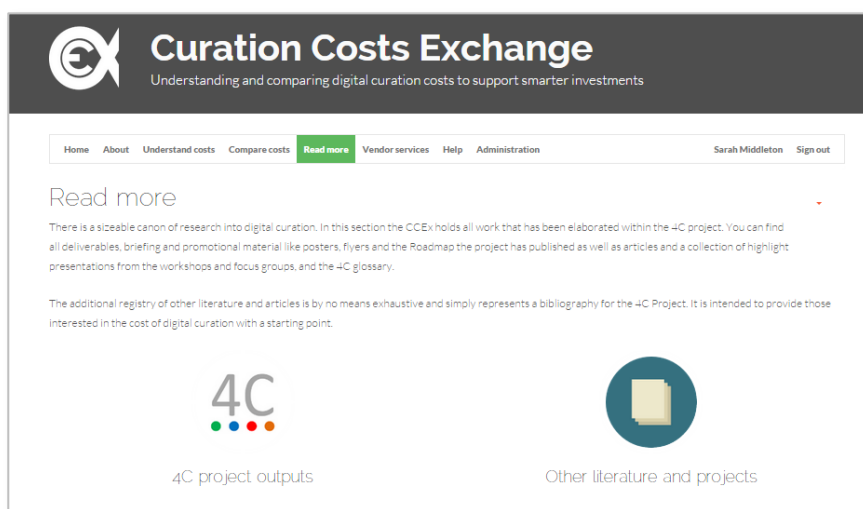 Curation Costs Exchange
Understanding and comparing digital curation costs to support smarter investments
Home About Understand costs Compare costs Read more Vendor services Help Administration Sarah Middleton Sign out
Read more
There is a sizeable canon of research into digital curation. In this section the CCEx holds all work that has been elaborated within the 4C project. You can find
all deliverables, briefing and promotional material like posters, flyers and the Roadmap the project has published as well as articles and a collection of highlight
presentations from the workshops and focus groups, and the 4C glossary.
The additional registry of other literature and articles is by no means exhaustive and simply represents a bibliography for the 4C Project. It is intended to provide those
interested in the cost of digital curation with a starting point.
4C
4C project outputs
Other literature and projects